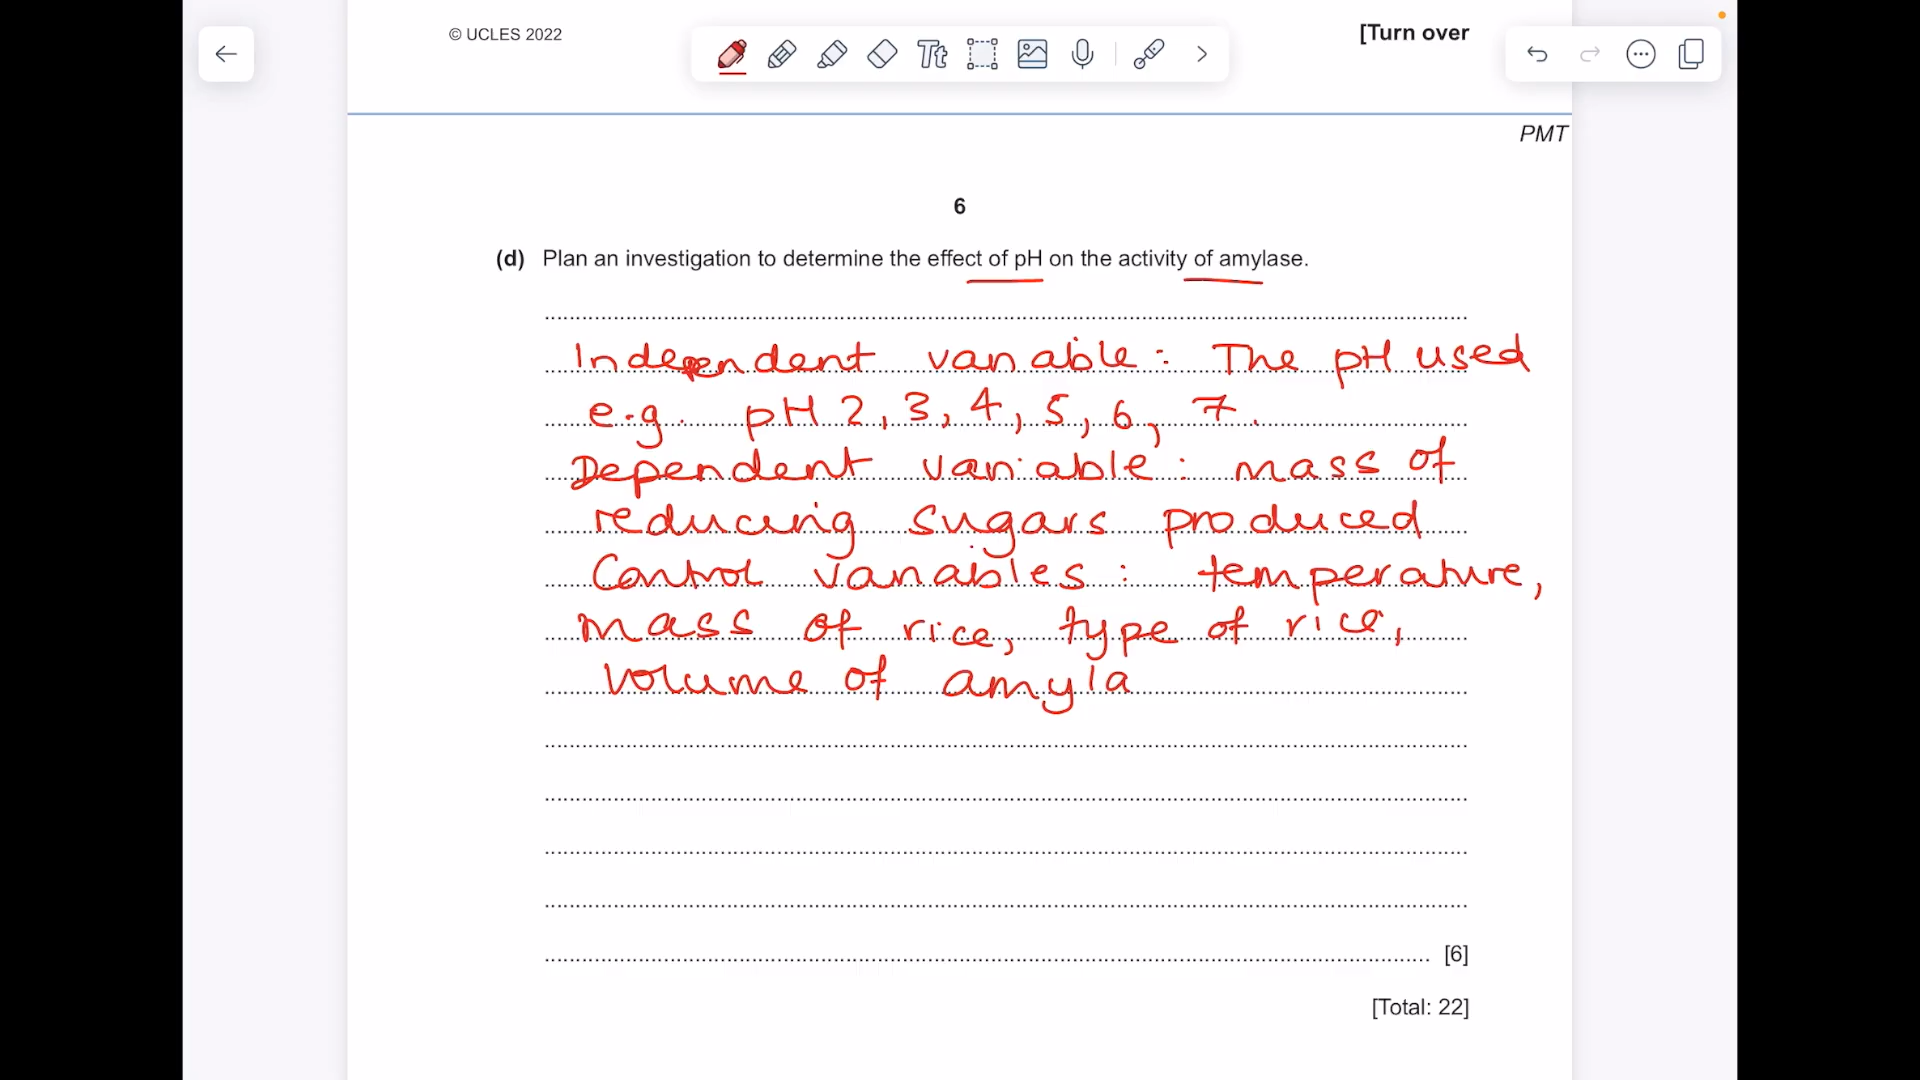 © UCLES 2022
[Turn over
Tt
PMT
6
(d) Plan an investigation to determine the effect of pH on the activity of amylase.
Independent variable: The pH used
e.g. pH 2, 3, 4, 5, 6, 7.
Dependent variable: mass of
reducing sugars produced
Control variables: temperature,
mass of rice, type of rice,
volume of amyla
[6]
[Total: 22]